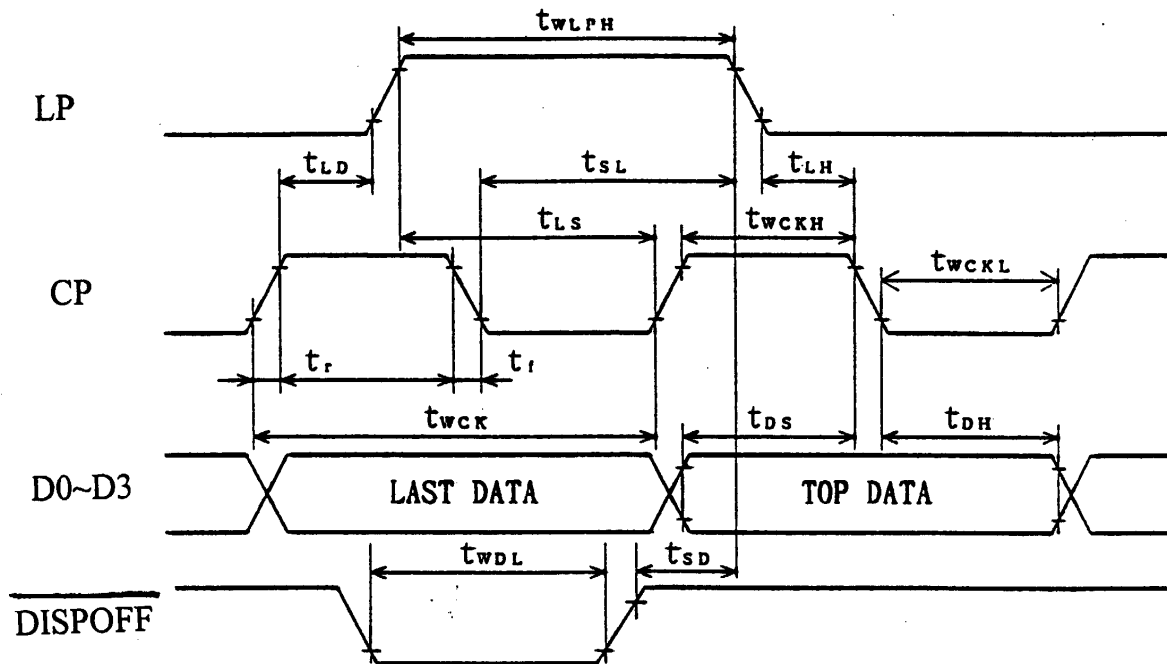 tWLPH
LP
tLD
tSL
tLH
tLS
tWCKH
CP
tWCKL
tr
tf
tWCK
tDS
tDH
D0~D3
LAST DATA
TOP DATA
tWDL
tSD
DISPOFF